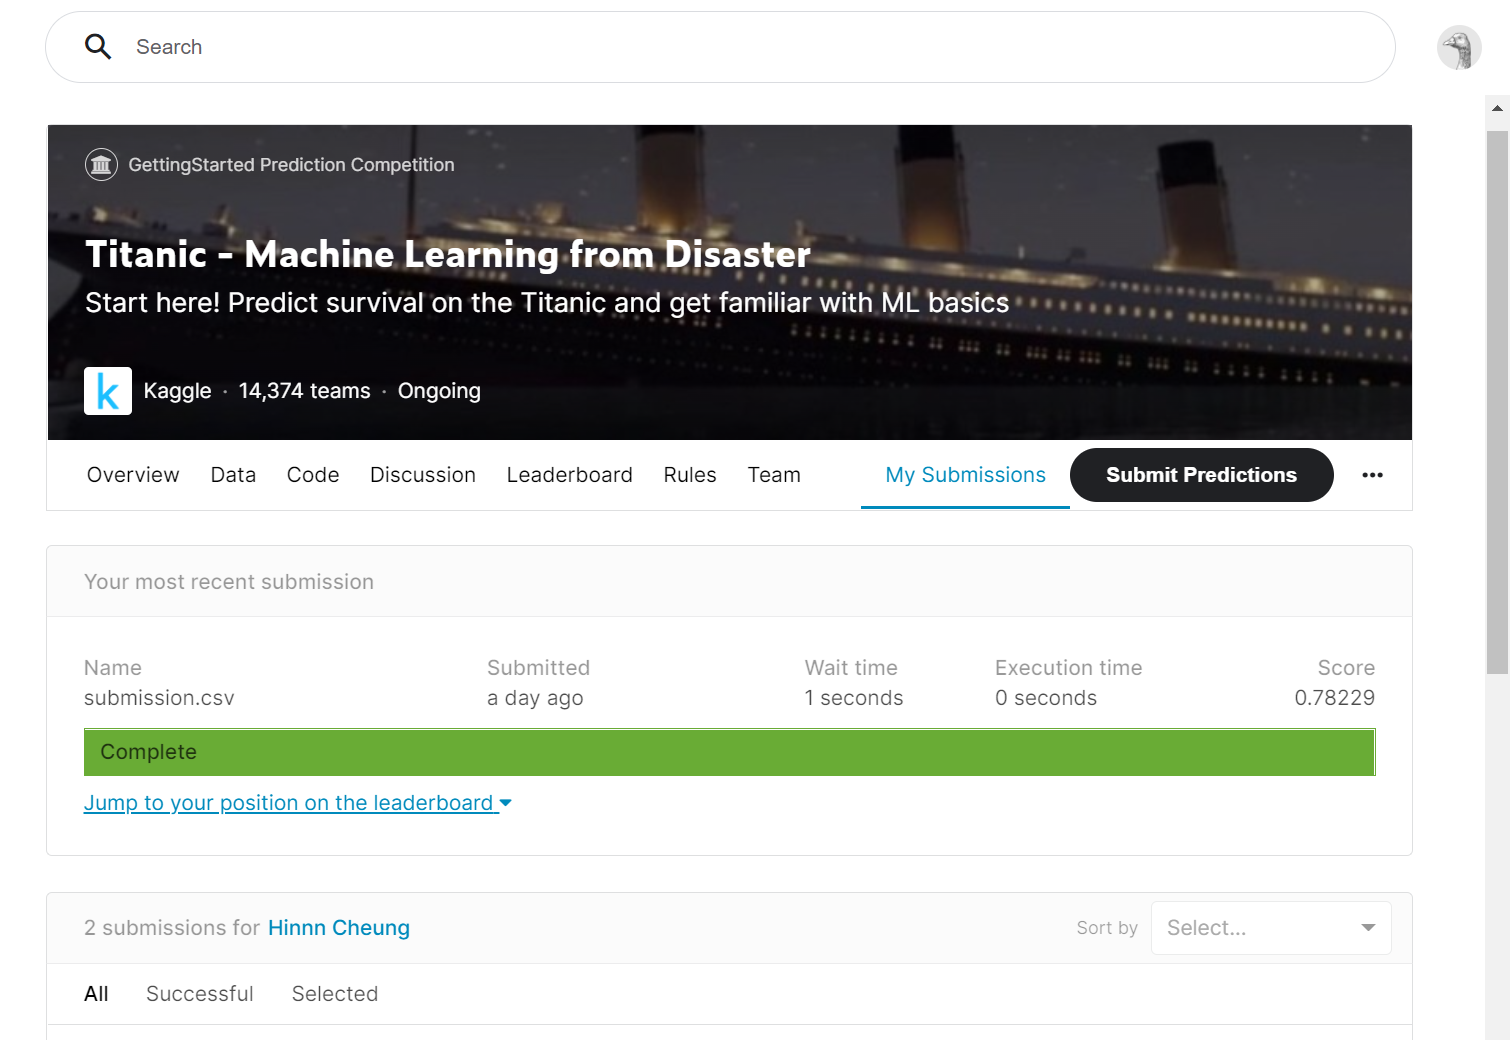 Search
GettingStarted Prediction Competition
Titanic - Machine Learning from Disaster
Start here! Predict survival on the Titanic and get familiar with ML basics
k Kaggle · 14,374 teams · Ongoing
Overview Data Code Discussion Leaderboard Rules Team My Submissions Submit Predictions
Your most recent submission
Name Submitted Wait time Execution time Score
submission.csv a day ago 1 seconds 0 seconds 0.78229
Complete
Jump to your position on the leaderboard
2 submissions for Hinnn Cheung Sort by Select...
All Successful Selected